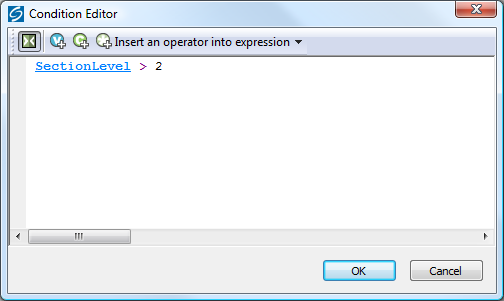 Condition Editor
Insert an operator into expression
SectionLevel > 2
OK Cancel